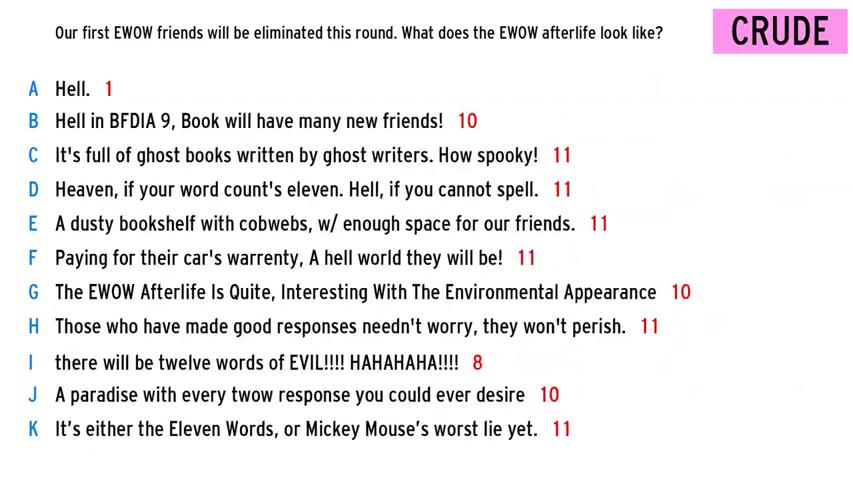 Our first EWOW friends will be eliminated this round. What does the EWOW afterlife look like?
CRUDE
A Hell. 1
B Hell in BFDIA 9, Book will have many new friends! 10
C It's full of ghost books written by ghost writers. How spooky! 11
D Heaven, if your word count's eleven. Hell, if you cannot spell. 11
E A dusty bookshelf with cobwebs, w/ enough space for our friends. 11
F Paying for their car's warrenty, A hell world they will be! 11
G The EWOW Afterlife Is Quite, Interesting With The Environmental Appearance 10
H Those who have made good responses needn't worry, they won't perish. 11
I there will be twelve words of EVIL!!!! HAHAHAHA!!!! 8
J A paradise with every twow response you could ever desire 10
K It’s either the Eleven Words, or Mickey Mouse’s worst lie yet. 11